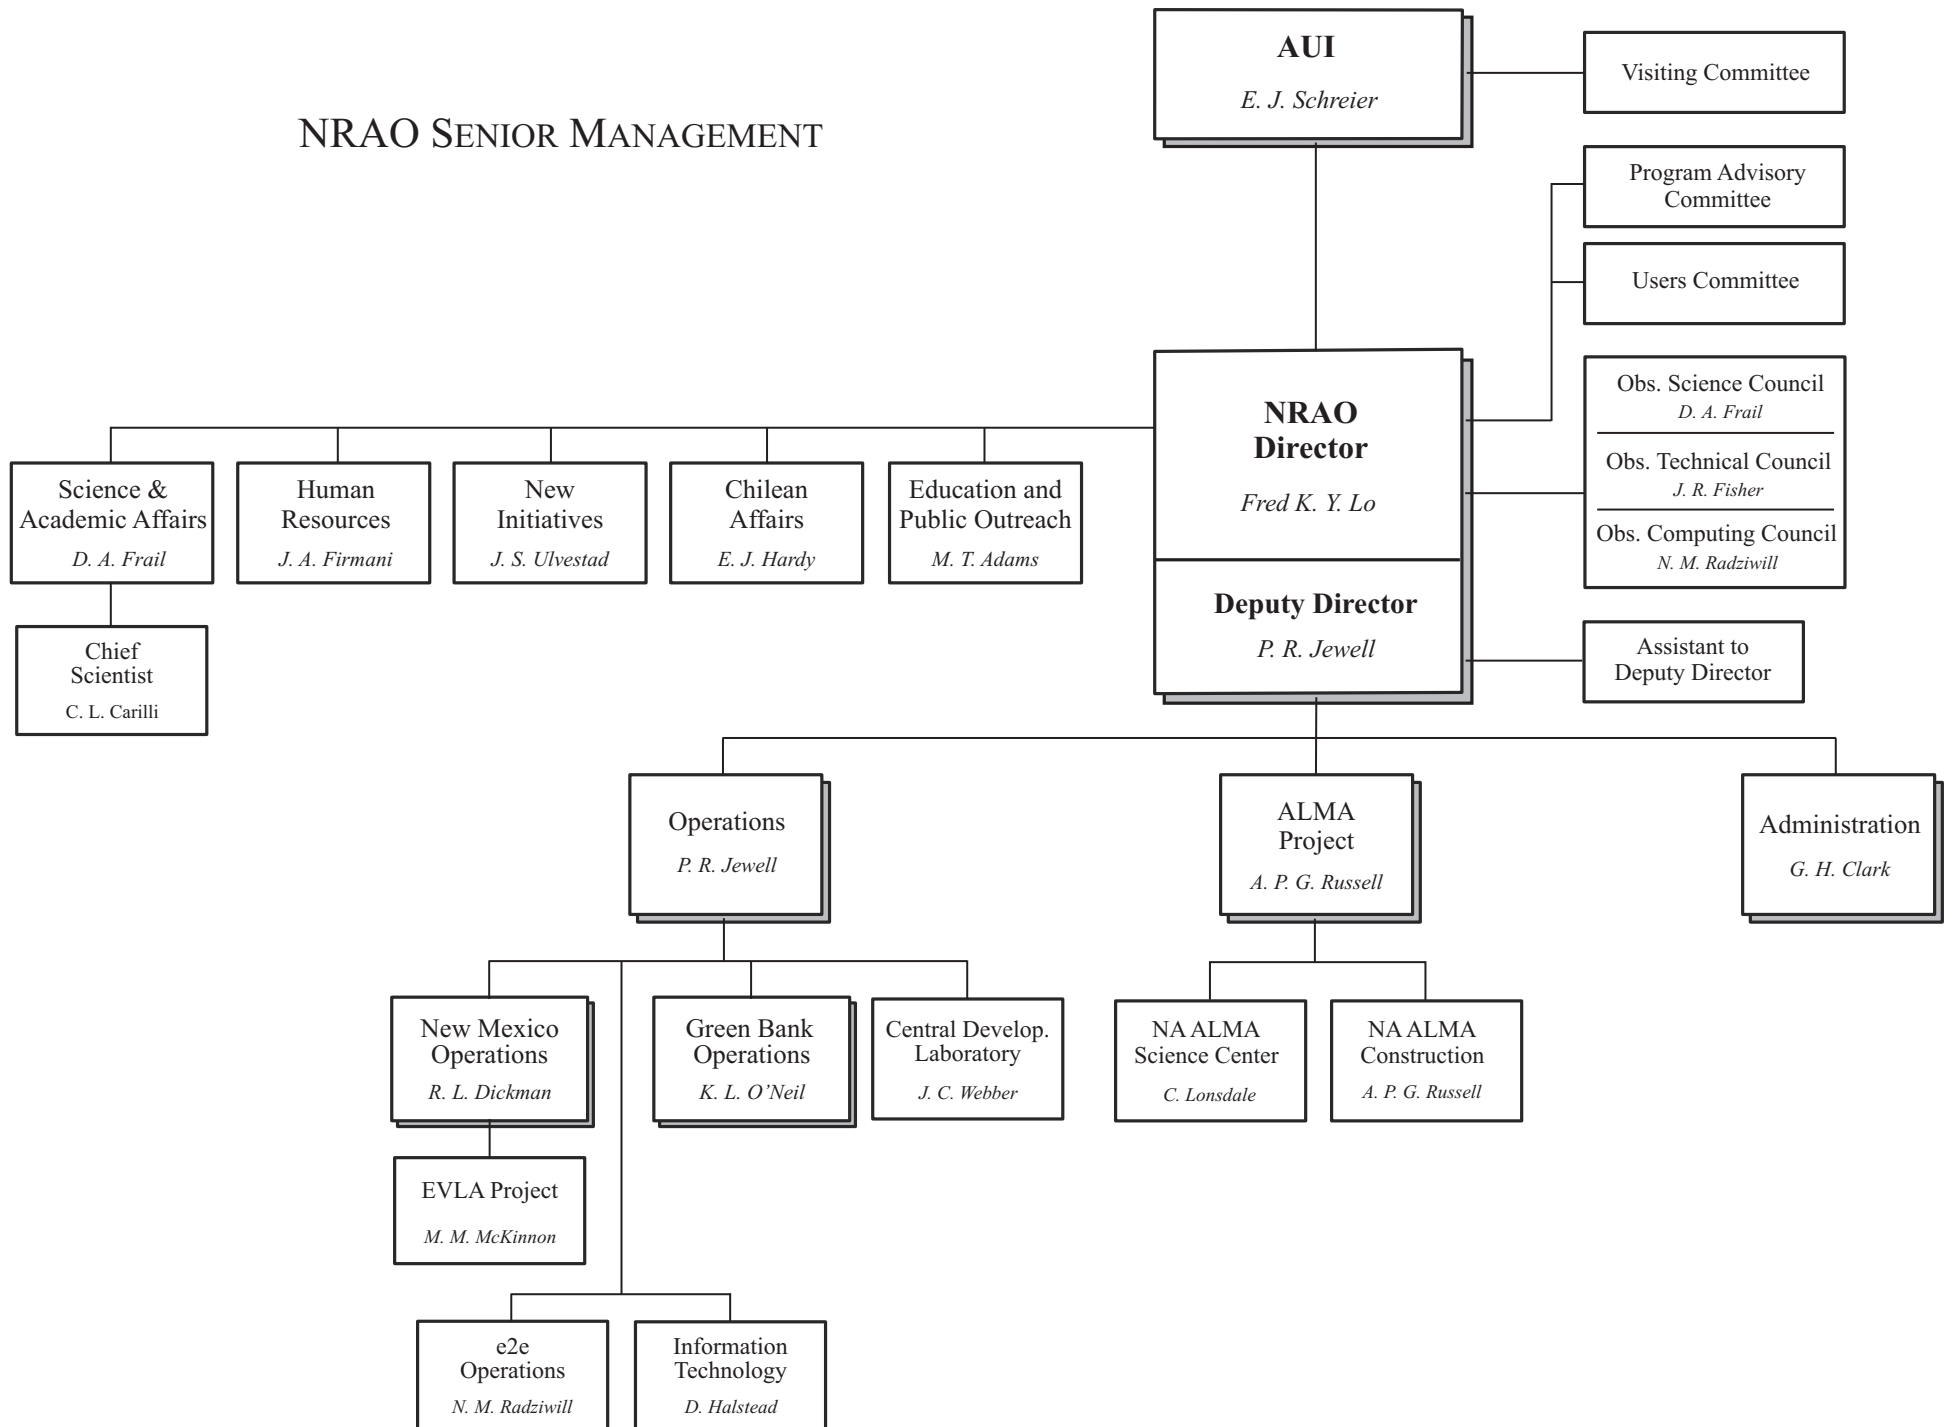 AUI
E. J. Schreier
Visiting Committee
NRAO SENIOR MANAGEMENT
Program Advisory
Committee
Users Committee
NRAO
Director
Fred K. Y. Lo
Deputy Director
P. R. Jewell
Obs. Science Council
D. A. Frail
Obs. Technical Council
J. R. Fisher
Obs. Computing Council
N. M. Radziwill
Assistant to
Deputy Director
Science &
Academic Affairs
D. A. Frail
Human
Resources
J. A. Firmani
New
Initiatives
J. S. Ulvestad
Chilean
Affairs
E. J. Hardy
Education and
Public Outreach
M. T. Adams
Chief
Scientist
C. L. Carilli
Operations
P. R. Jewell
ALMA
Project
A. P. G. Russell
Administration
G. H. Clark
New Mexico
Operations
R. L. Dickman
Green Bank
Operations
K. L. O’Neil
Central Develop.
Laboratory
J. C. Webber
NA ALMA
Science Center
C. Lonsdale
NA ALMA
Construction
A. P. G. Russell
EVLA Project
M. M. McKinnon
e2e
Operations
N. M. Radziwill
Information
Technology
D. Halstead